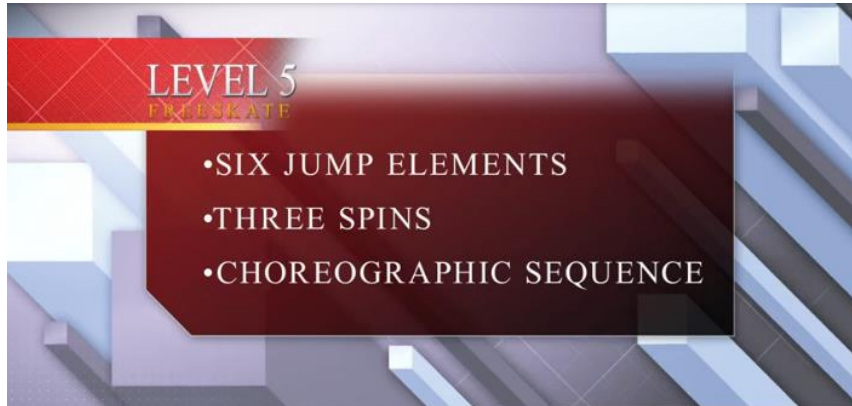 LEVEL 5
FREESKATE
•SIX JUMP ELEMENTS
•THREE SPINS
•CHOREOGRAPHIC SEQUENCE